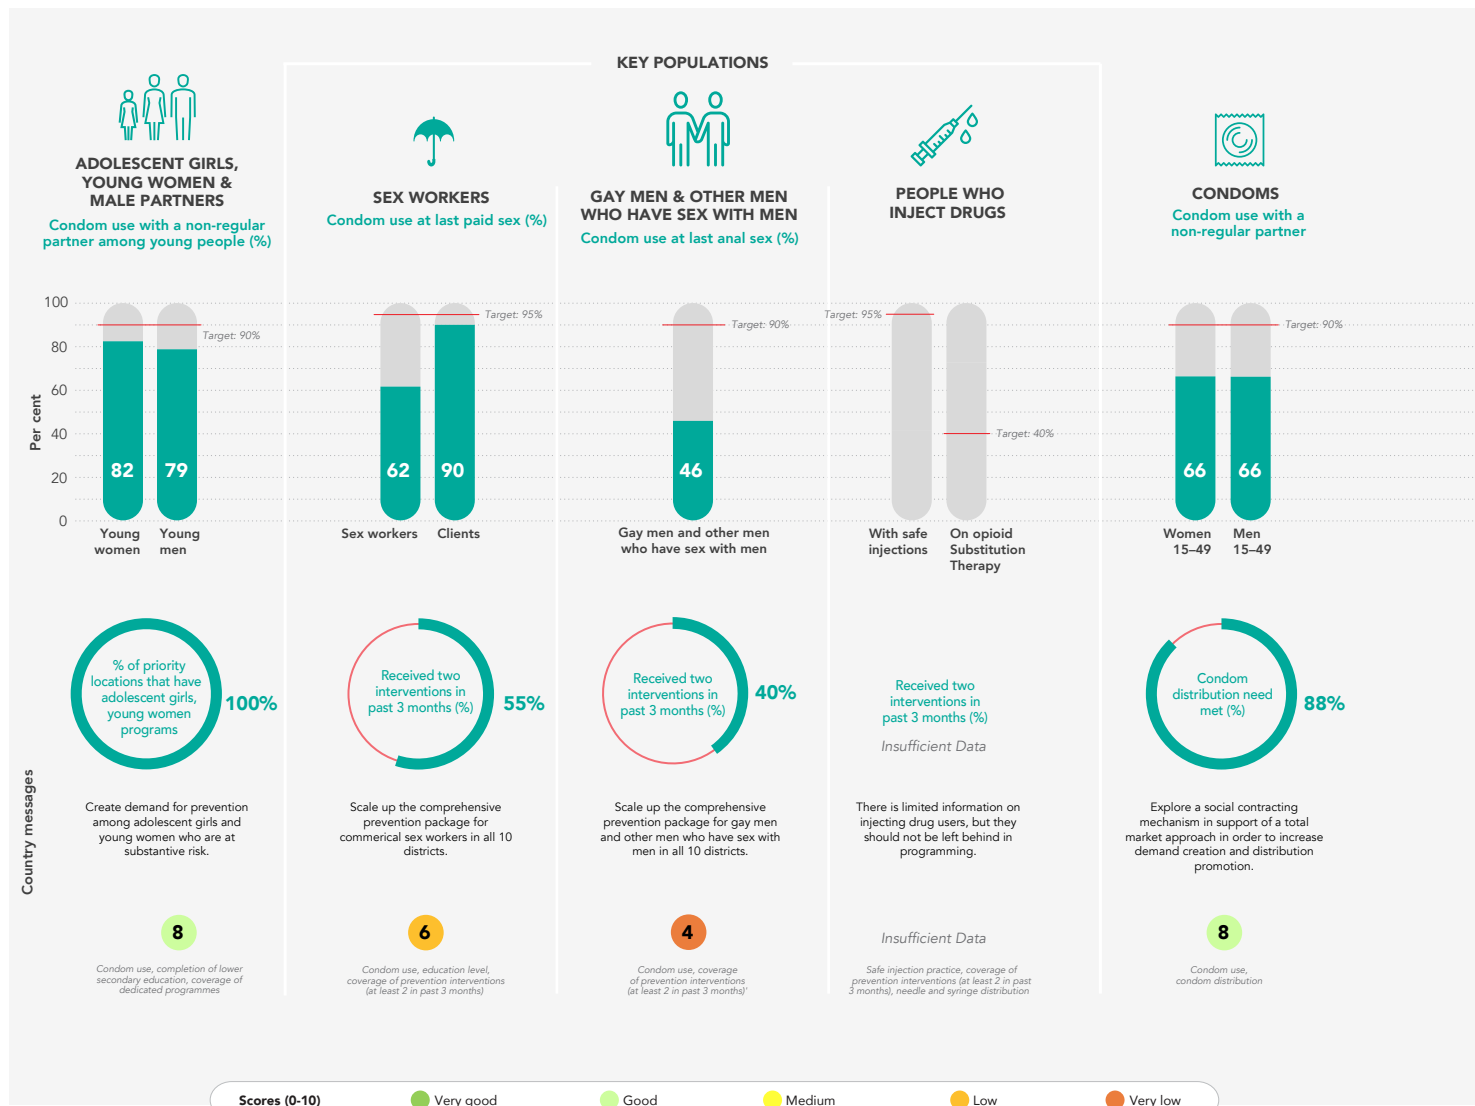 KEY POPULATIONS
ADOLESCENT GIRLS,
YOUNG WOMEN &
MALE PARTNERS
Condom use with a non-regular
partner among young people (%)
SEX WORKERS
Condom use at last paid sex (%)
GAY MEN & OTHER MEN
WHO HAVE SEX WITH MEN
Condom use at last anal sex (%)
PEOPLE WHO
INJECT DRUGS
CONDOMS
Condom use with a
non-regular partner
Per cent
100
80
60
40
20
0
Target: 90%
82
79
Young
women
Young
men
Target: 95%
62
90
Sex workers
Clients
Target: 90%
46
Gay men and other men
who have sex with men
Target: 95%
Target: 40%
With safe
injections
On opioid
Substitution
Therapy
Target: 90%
66
66
Women
15–49
Men
15–49
% of priority
locations that have
adolescent girls,
young women
programs
100%
Received two
interventions in
past 3 months (%)
55%
Received two
interventions in
past 3 months (%)
40%
Received two
interventions in
past 3 months (%)
Insufficient Data
Condom
distribution need
met (%)
88%
Country messages
Create demand for prevention
among adolescent girls and
young women who are at
substantive risk.
Scale up the comprehensive
prevention package for
commerical sex workers in all 10
districts.
Scale up the comprehensive
prevention package for gay men
and other men who have sex with
men in all 10 districts.
There is limited information on
injecting drug users, but they
should not be left behind in
programming.
Explore a social contracting
mechanism in support of a total
market approach in order to increase
demand creation and distribution
promotion.
8
Condom use, completion of lower
secondary education, coverage of
dedicated programmes
6
Condom use, education level,
coverage of prevention interventions
(at least 2 in past 3 months)
4
Condom use, coverage
of prevention interventions
(at least 2 in past 3 months)'
Insufficient Data
Safe injection practice, coverage of
prevention interventions (at least 2 in past
3 months), needle and syringe distribution
8
Condom use,
condom distribution
Scores (0-10)
Very good
Good
Medium
Low
Very low